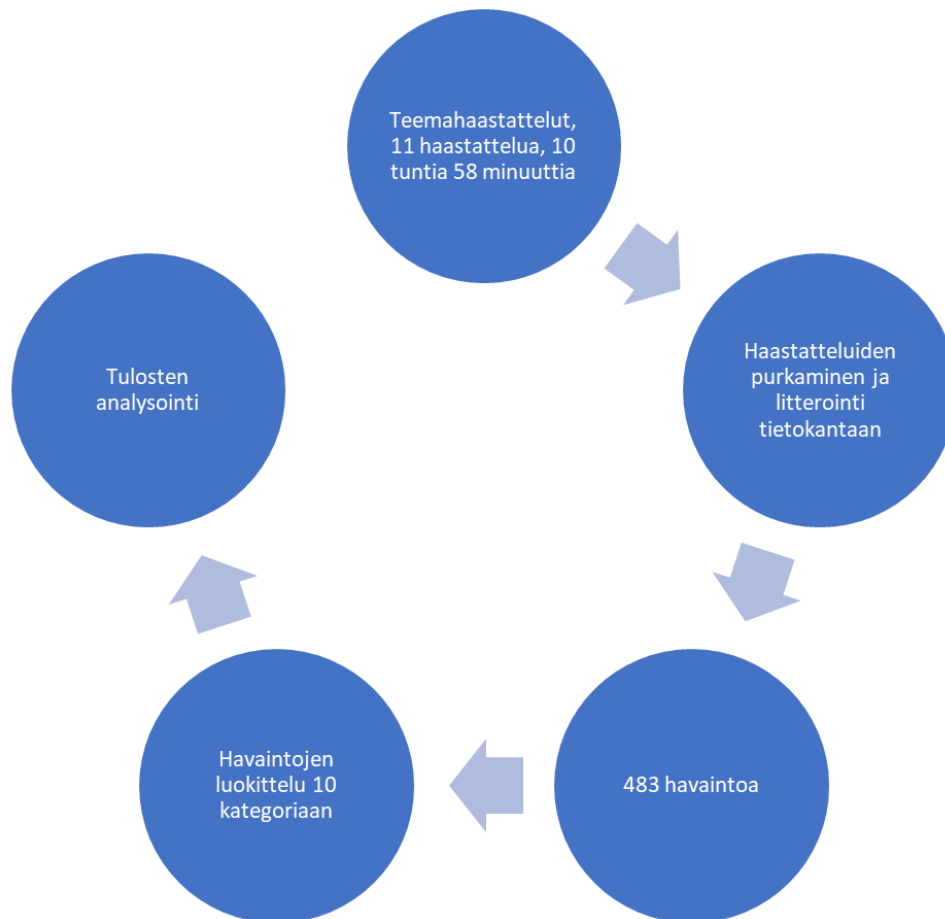 Teemahaastattelut,
11 haastattelua, 10
tuntia 58 minuuttia
Haastatteluiden
purkaminen ja
litterointi
tietokantaan
483 havaintoa
Havaintojen
luokittelu 10
kategoriaan
Tulosten
analysointi